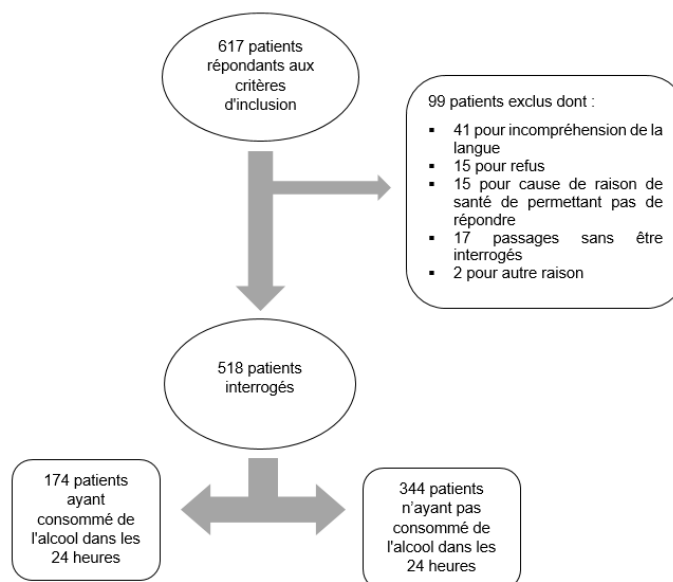 617 patients
répondants aux
critères
d'inclusion
99 patients exclus dont :
▪ 41 pour incompréhension de la
langue
▪ 15 pour refus
▪ 15 pour cause de raison de
santé de permettant pas de
répondre
▪ 17 passages sans être
interrogés
▪ 2 pour autre raison
518 patients
interrogés
174 patients
ayant
consommé de
l'alcool dans les
24 heures
344 patients
n’ayant pas
consommé de
l'alcool dans les
24 heures